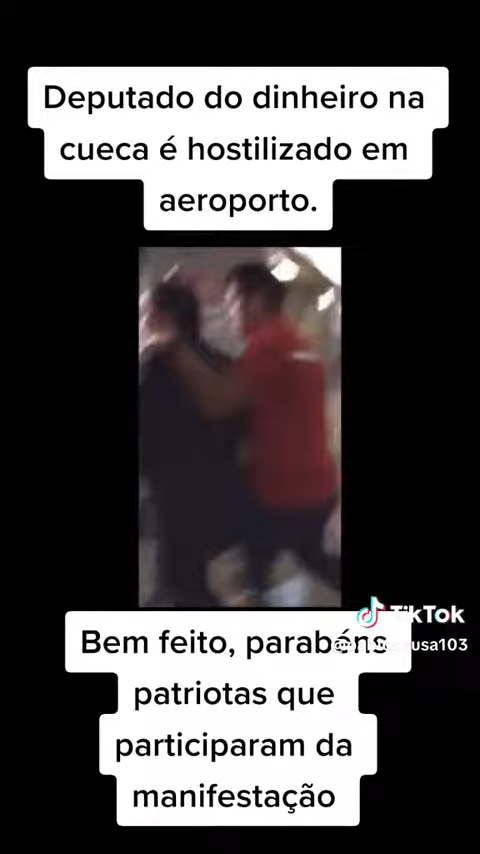 Deputado do dinheiro na
cueca é hostilizado em
aeroporto.
Bem feito, parabéns
TikTok
patriotas que
participaram da
manifestação